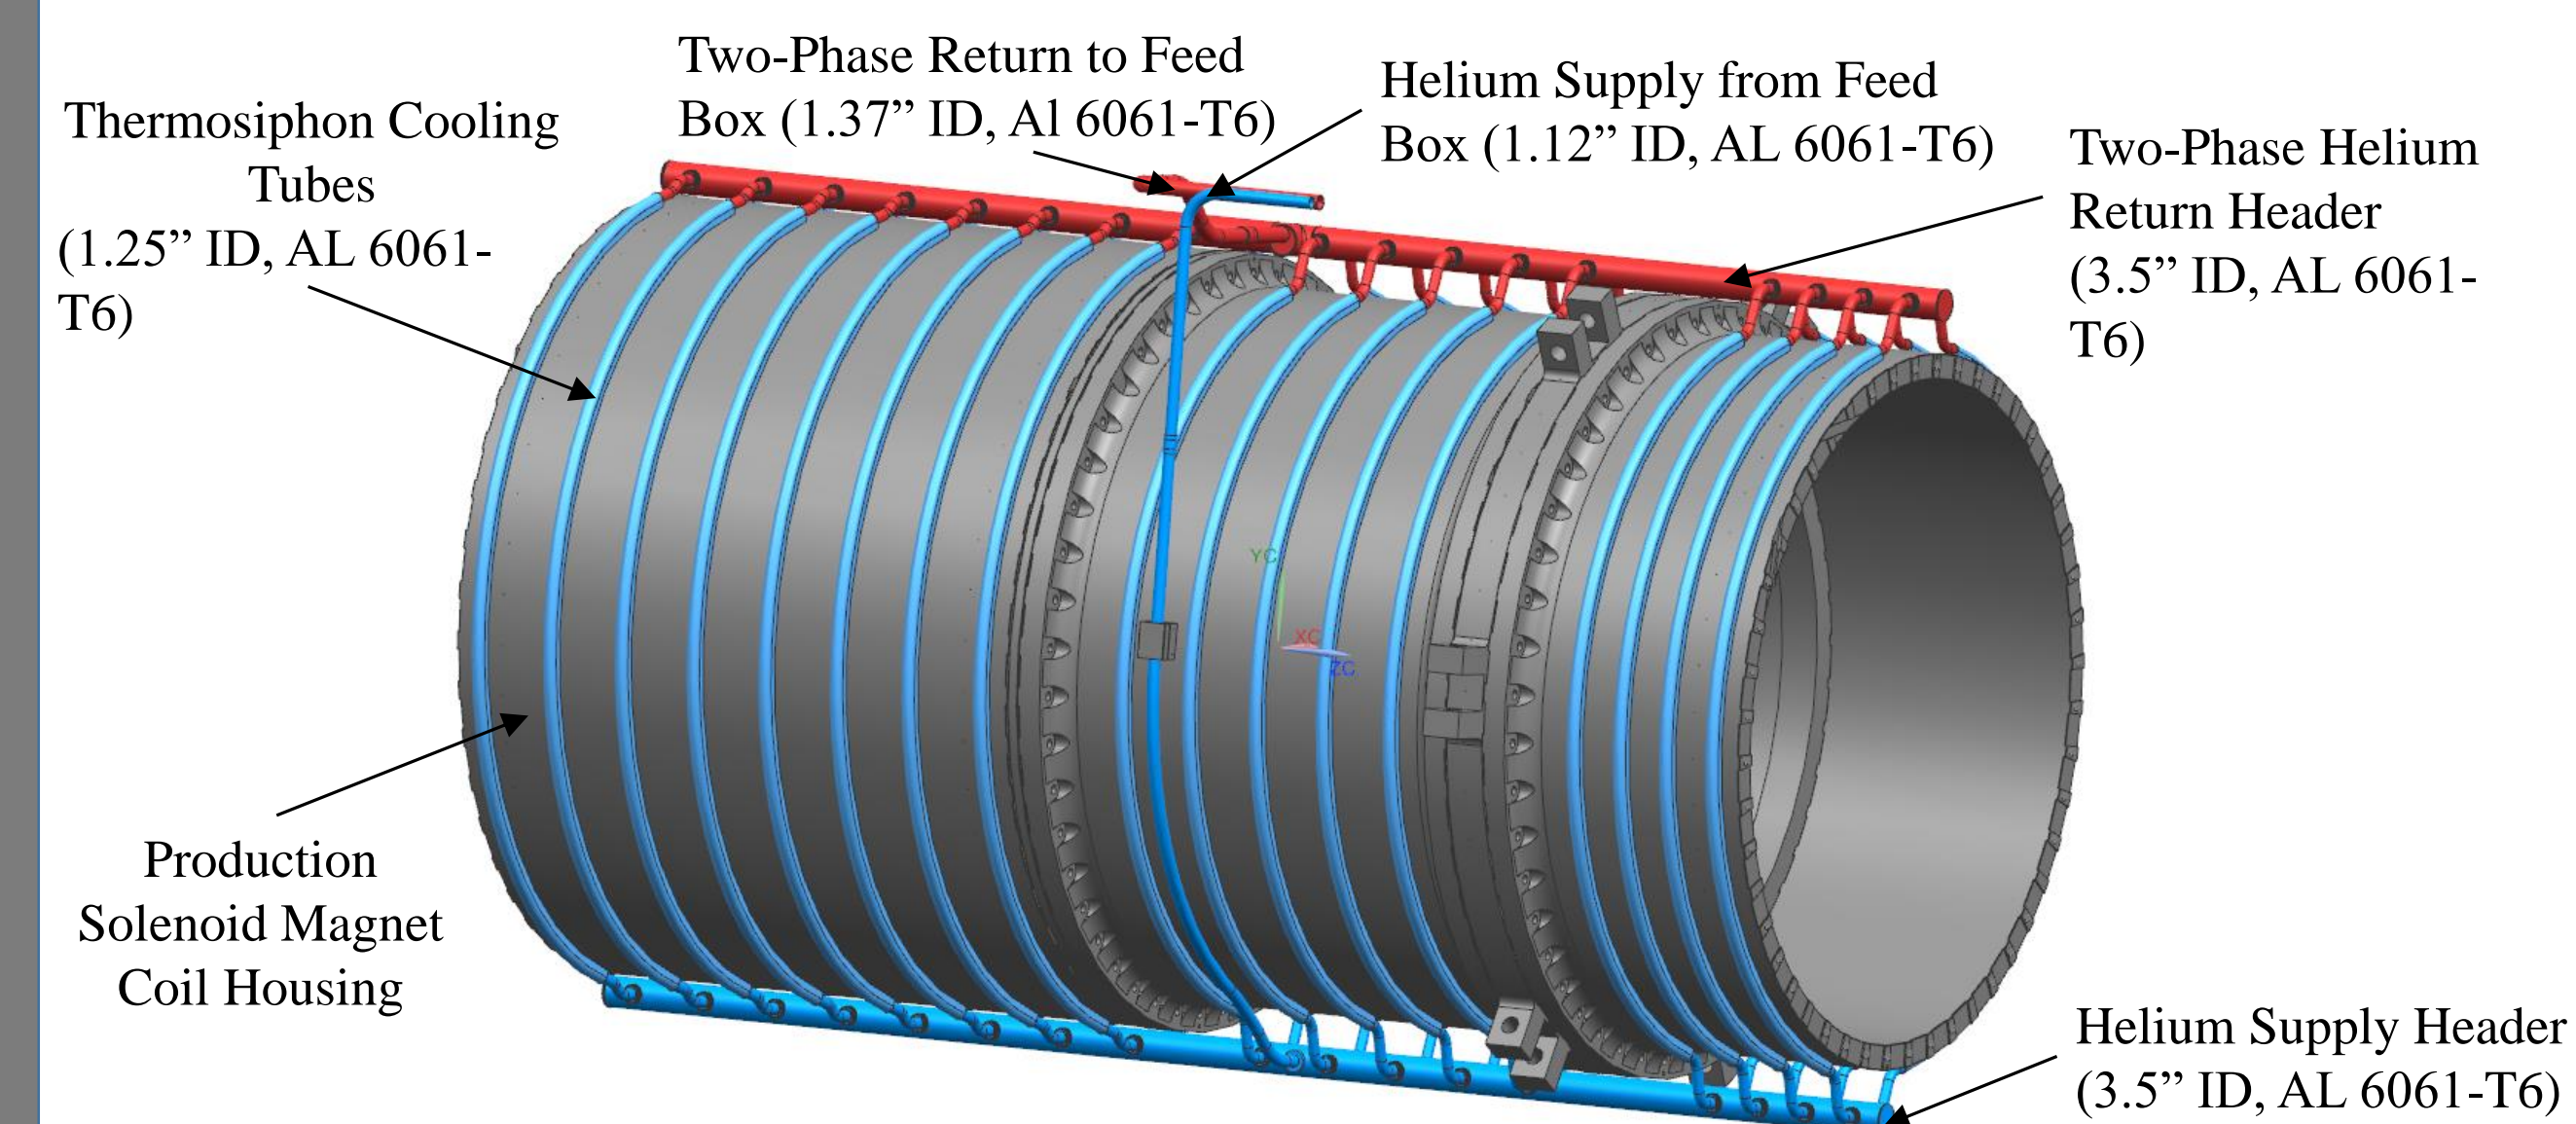 Two-Phase Return to Feed
Box (1.37” ID, Al 6061-T6)
Helium Supply from Feed
Box (1.12” ID, AL 6061-T6)
Thermosiphon Cooling
Tubes
(1.25” ID, AL 6061-
T6)
Two-Phase Helium
Return Header
(3.5” ID, AL 6061-
T6)
YC
XC
ZC
Production
Solenoid Magnet
Coil Housing
Helium Supply Header
(3.5” ID, AL 6061-T6)